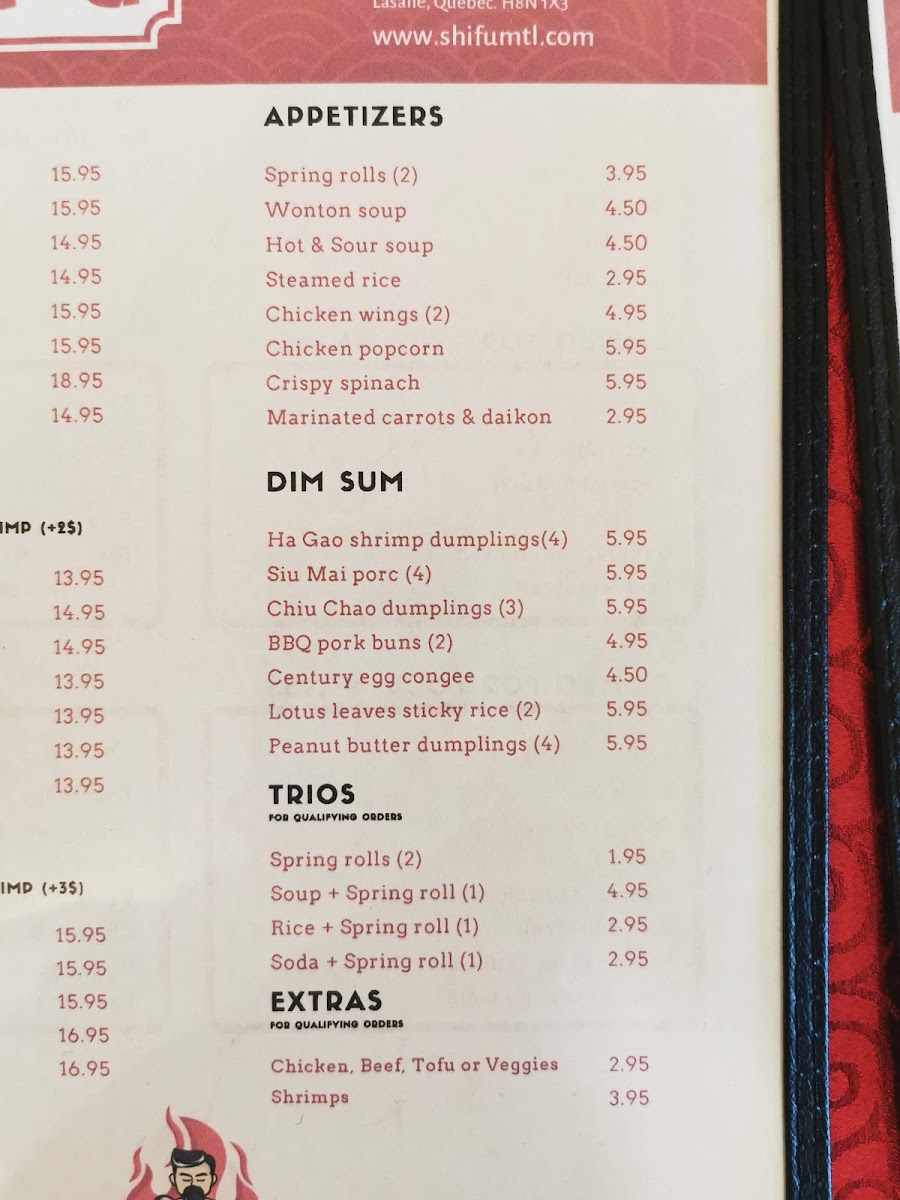 Lasalle, Quebec. H8N 1X3
www.shifumtl.com
15.95
15.95
14.95
14.95
15.95
15.95
18.95
14.95
IMP (+2$)
13.95
14.95
14.95
13.95
13.95
13.95
13.95
IMP (+3$)
15.95
15.95
15.95
16.95
16.95
APPETIZERS
Spring rolls (2) 3.95
Wonton soup 4.50
Hot & Sour soup 4.50
Steamed rice 2.95
Chicken wings (2) 4.95
Chicken popcorn 5.95
Crispy spinach 5.95
Marinated carrots & daikon 2.95
DIM SUM
Ha Gao shrimp dumplings(4) 5.95
Siu Mai porc (4) 5.95
Chiu Chao dumplings (3) 5.95
BBQ pork buns (2) 4.95
Century egg congee 4.50
Lotus leaves sticky rice (2) 5.95
Peanut butter dumplings (4) 5.95
TRIOS
FOR QUALIFYING ORDERS
Spring rolls (2) 1.95
Soup + Spring roll (1) 4.95
Rice + Spring roll (1) 2.95
Soda + Spring roll (1) 2.95
EXTRAS
FOR QUALIFYING ORDERS
Chicken, Beef, Tofu or Veggies 2.95
Shrimps 3.95